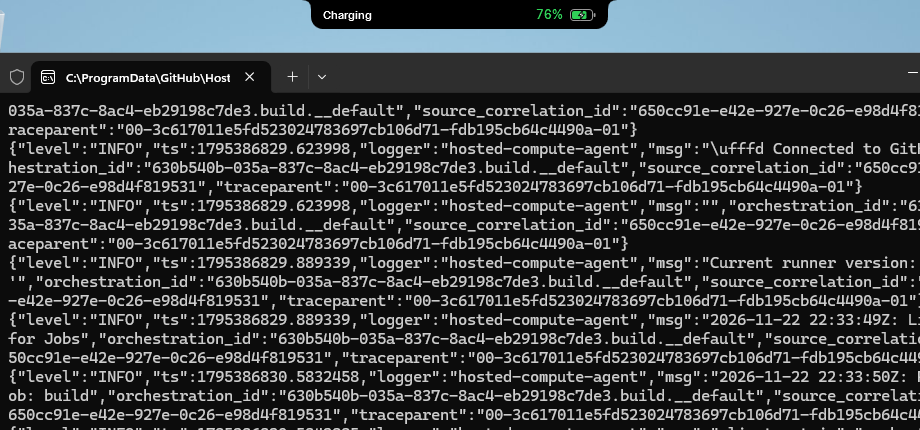 Charging 76%
C:\ProgramData\GitHub\Host
035a-837c-8ac4-eb29198c7de3.build.__default","source_correlation_id":"650cc91e-e42e-927e-0c26-e98d4f8
raceparent":"00-3c617011e5fd523024783697cb106d71-fdb195cb64c4490a-01"}
{"level":"INFO","ts":1795386829.623998,"logger":"hosted-compute-agent","msg":"\ufffd Connected to Git
hestration_id":"630b540b-035a-837c-8ac4-eb29198c7de3.build.__default","source_correlation_id":"650cc9
27e-0c26-e98d4f819531","traceparent":"00-3c617011e5fd523024783697cb106d71-fdb195cb64c4490a-01"}
{"level":"INFO","ts":1795386829.623998,"logger":"hosted-compute-agent","msg":"","orchestration_id":"6
35a-837c-8ac4-eb29198c7de3.build.__default","source_correlation_id":"650cc91e-e42e-927e-0c26-e98d4f819
aceparent":"00-3c617011e5fd523024783697cb106d71-fdb195cb64c4490a-01"}
{"level":"INFO","ts":1795386829.889339,"logger":"hosted-compute-agent","msg":"Current runner version:
'","orchestration_id":"630b540b-035a-837c-8ac4-eb29198c7de3.build.__default","source_correlation_id":"
-e42e-927e-0c26-e98d4f819531","traceparent":"00-3c617011e5fd523024783697cb106d71-fdb195cb64c4490a-01"
{"level":"INFO","ts":1795386829.889339,"logger":"hosted-compute-agent","msg":"2026-11-22 22:33:49Z: Li
for Jobs","orchestration_id":"630b540b-035a-837c-8ac4-eb29198c7de3.build.__default","source_correlatio
50cc91e-e42e-927e-0c26-e98d4f819531","traceparent":"00-3c617011e5fd523024783697cb106d71-fdb195cb64c449
{"level":"INFO","ts":1795386830.5832458,"logger":"hosted-compute-agent","msg":"2026-11-22 22:33:50Z: R
ob: build","orchestration_id":"630b540b-035a-837c-8ac4-eb29198c7de3.build.__default","source_correlati
650cc91e-e42e-927e-0c26-e98d4f819531","traceparent":"00-3c617011e5fd523024783697cb106d71-fdb195cb64c44